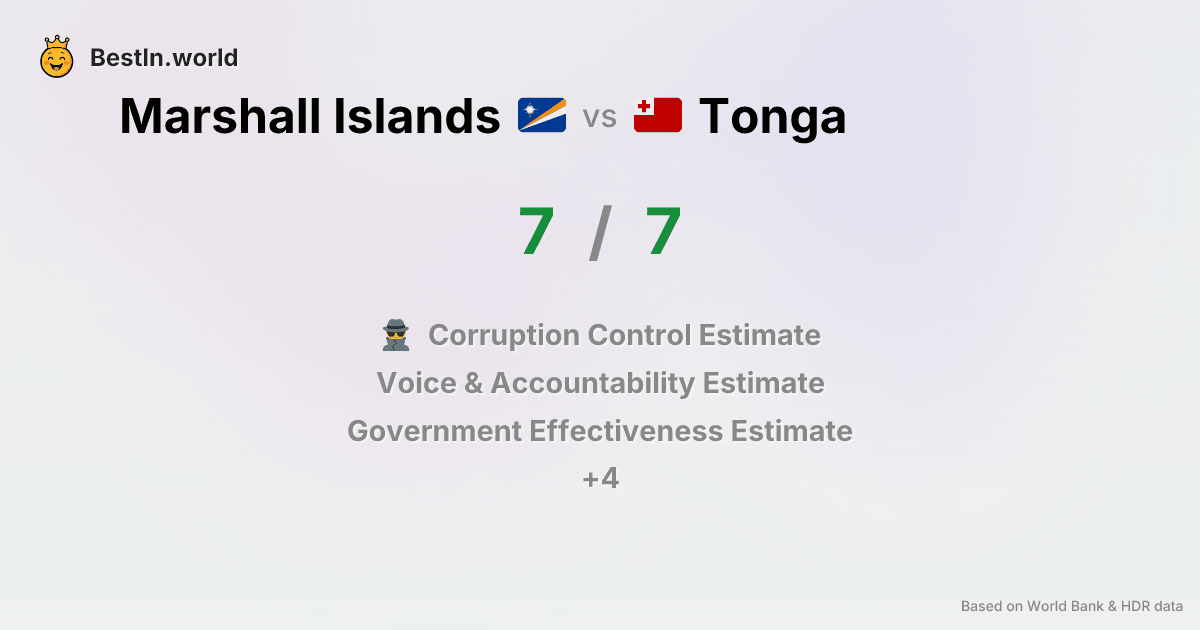 BestIn.world
Marshall Islands vs Tonga
7 / 7
Corruption Control Estimate
Voice & Accountability Estimate
Government Effectiveness Estimate
+4
Based on World Bank & HDR data